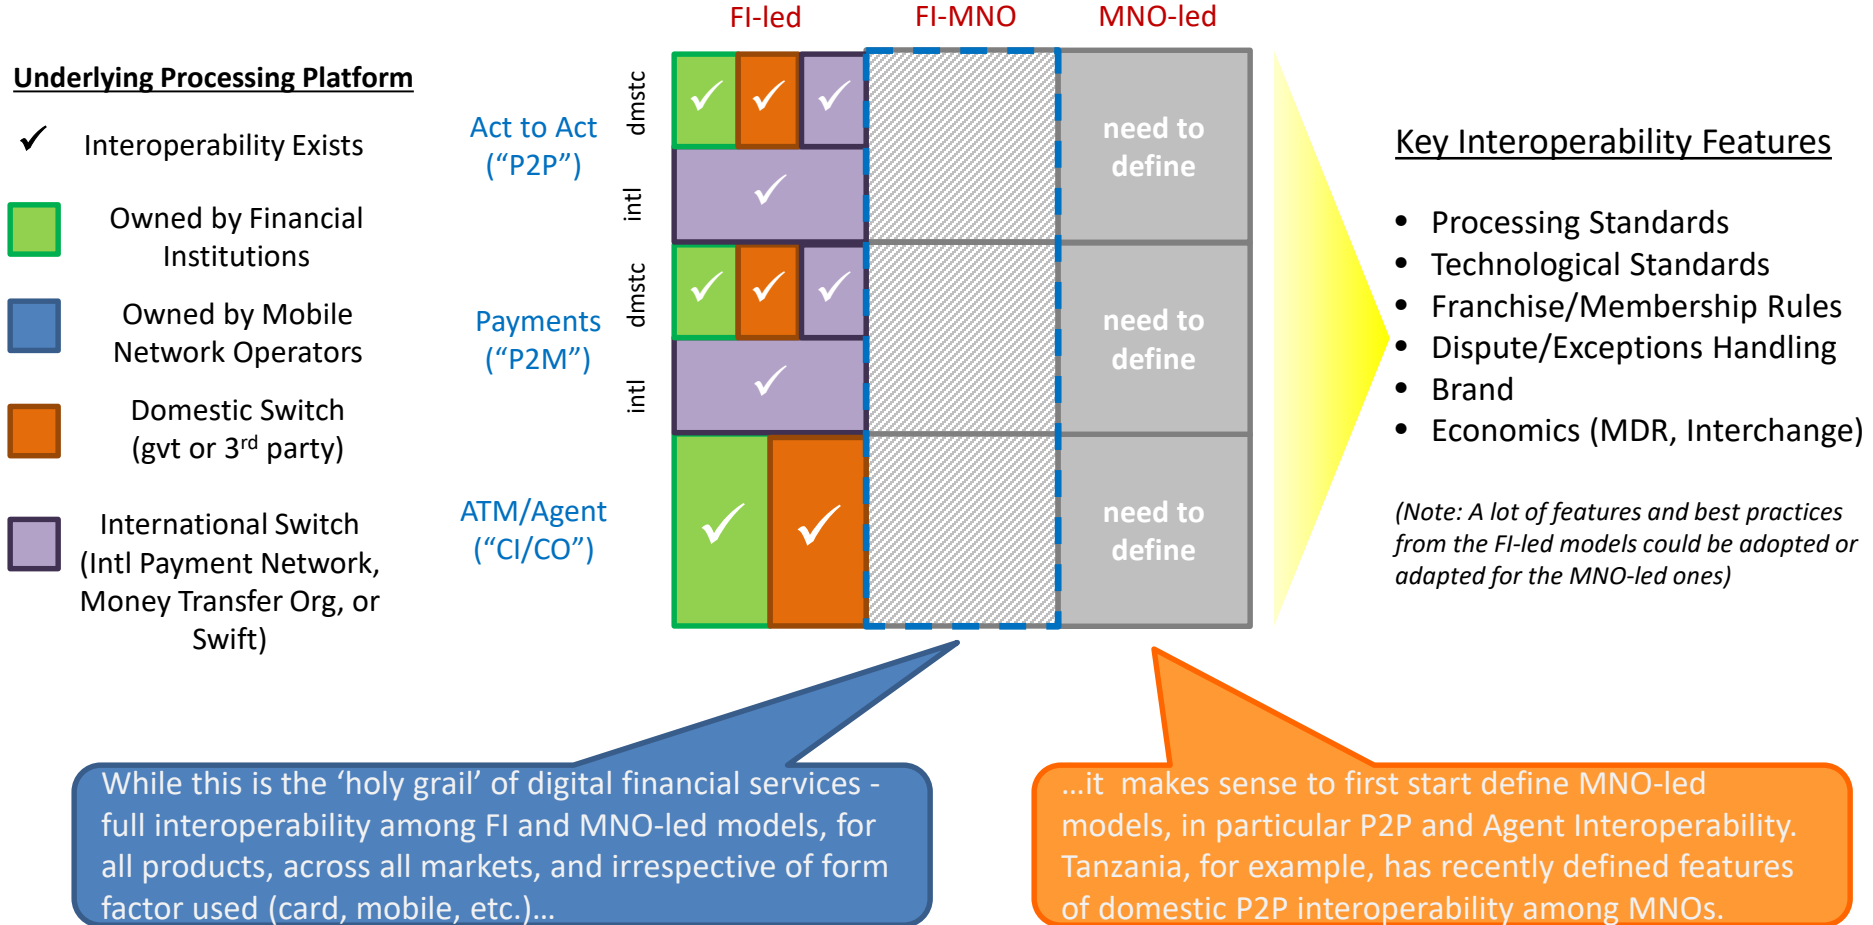 FI-led
FI-MNO
MNO-led
Underlying Processing Platform
✓ Interoperability Exists
Owned by Financial
Institutions
Owned by Mobile
Network Operators
Domestic Switch
(gvt or 3rd party)
International Switch
(Intl Payment Network,
Money Transfer Org, or
Swift)
Act to Act
("P2P")
dmstc
intl
need to
define
Payments
("P2M")
dmstc
intl
need to
define
ATM/Agent
("CI/CO")
need to
define
Key Interoperability Features
• Processing Standards
• Technological Standards
• Franchise/Membership Rules
• Dispute/Exceptions Handling
• Brand
• Economics (MDR, Interchange)
(Note: A lot of features and best practices
from the FI-led models could be adopted or
adapted for the MNO-led ones)
While this is the ‘holy grail’ of digital financial services -
full interoperability among FI and MNO-led models, for
all products, across all markets, and irrespective of form
factor used (card, mobile, etc.)…
…it  makes sense to first start define MNO-led
models, in particular P2P and Agent Interoperability.
Tanzania, for example, has recently defined features
of domestic P2P interoperability among MNOs.